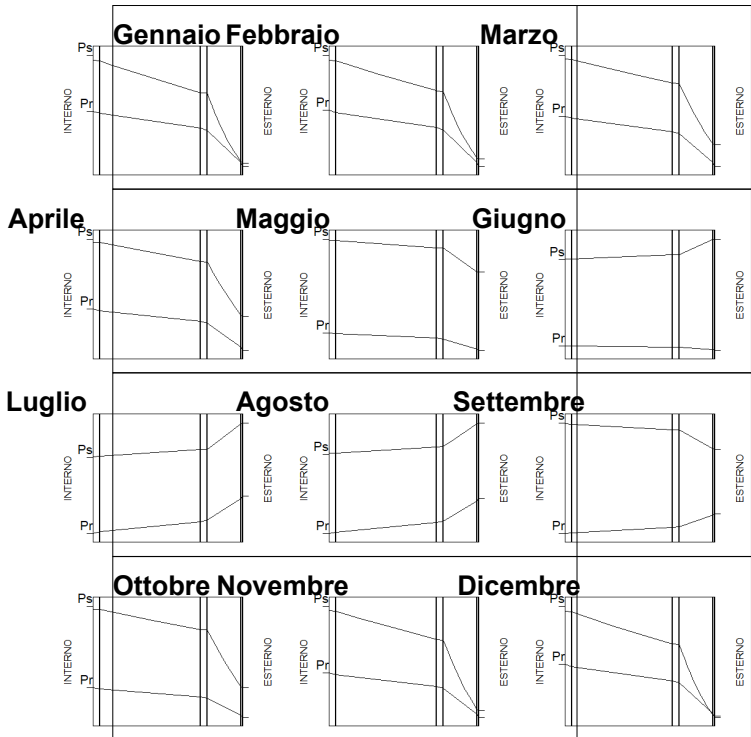 Gennaio Febbraio Marzo
Ps Ps Ps
Pr Pr Pr
INTERNO ESTERNO INTERNO ESTERNO INTERNO ESTERNO
Aprile Maggio Giugno
Ps Ps Ps
Pr Pr Pr
INTERNO ESTERNO INTERNO ESTERNO INTERNO ESTERNO
Luglio Agosto Settembre
Ps Ps Ps
Pr Pr Pr
INTERNO ESTERNO INTERNO ESTERNO INTERNO ESTERNO
Ottobre Novembre Dicembre
Ps Ps Ps
Pr Pr Pr
INTERNO ESTERNO INTERNO ESTERNO INTERNO ESTERNO